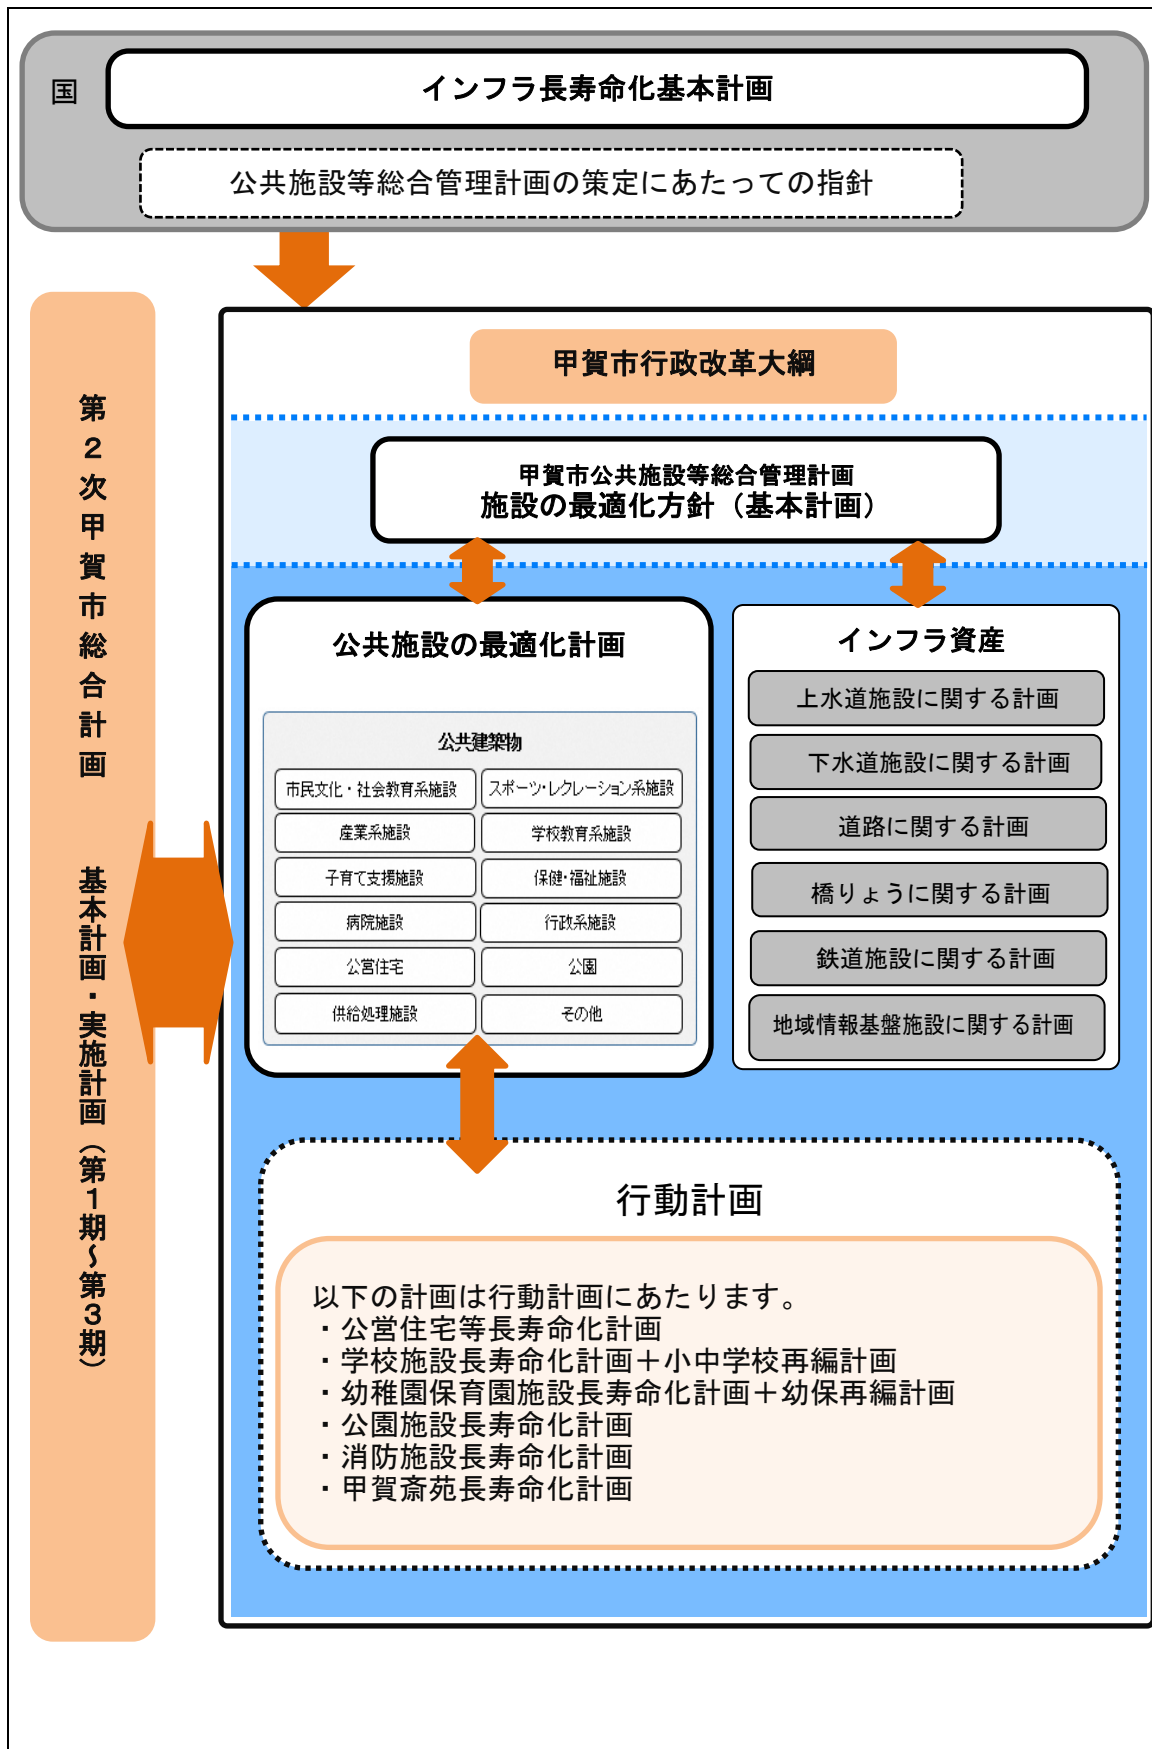 国
インフラ長寿命化基本計画
公共施設等総合管理計画の策定にあたっての指針
第２次甲賀市総合計画　基本計画・実施計画（第１期～第３期）
甲賀市行政改革大綱
甲賀市公共施設等総合管理計画
施設の最適化方針（基本計画）
公共施設の最適化計画
公共建築物
市民文化・社会教育系施設
スポーツ・レクレーション系施設
産業系施設
学校教育系施設
子育て支援施設
保健・福祉施設
病院施設
行政系施設
公営住宅
公園
供給処理施設
その他
インフラ資産
上水道施設に関する計画
下水道施設に関する計画
道路に関する計画
橋りょうに関する計画
鉄道施設に関する計画
地域情報基盤施設に関する計画
行動計画
以下の計画は行動計画にあたります。
・公営住宅等長寿命化計画
・学校施設長寿命化計画＋小中学校再編計画
・幼稚園保育園施設長寿命化計画＋幼保再編計画
・公園施設長寿命化計画
・消防施設長寿命化計画
・甲賀斎苑長寿命化計画